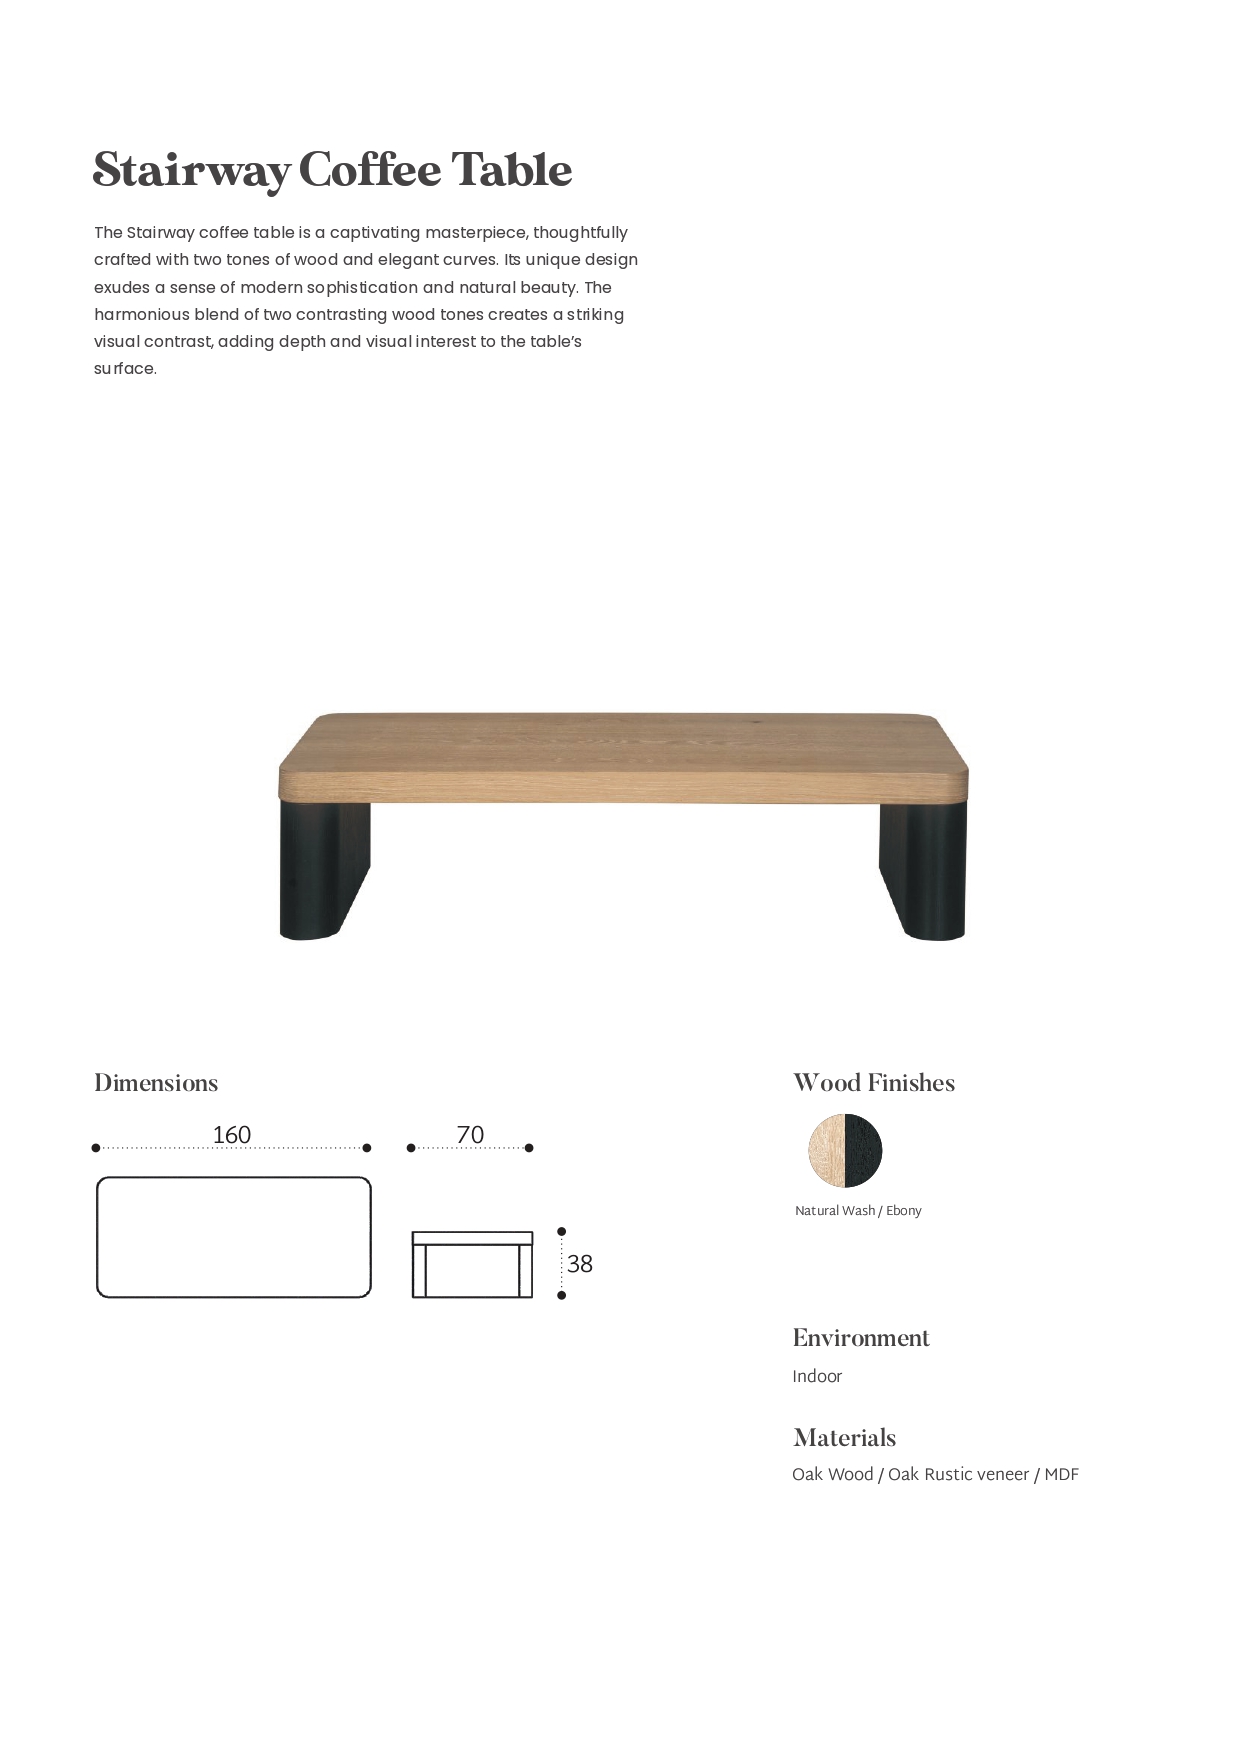 Stairway Coffee Table
The Stairway coffee table is a captivating masterpiece, thoughtfully
crafted with two tones of wood and elegant curves. Its unique design
exudes a sense of modern sophistication and natural beauty. The
harmonious blend of two contrasting wood tones creates a striking
visual contrast, adding depth and visual interest to the table’s
surface.
Dimensions
160
70
38
Wood Finishes
Natural Wash / Ebony
Environment
Indoor
Materials
Oak Wood / Oak Rustic veneer / MDF